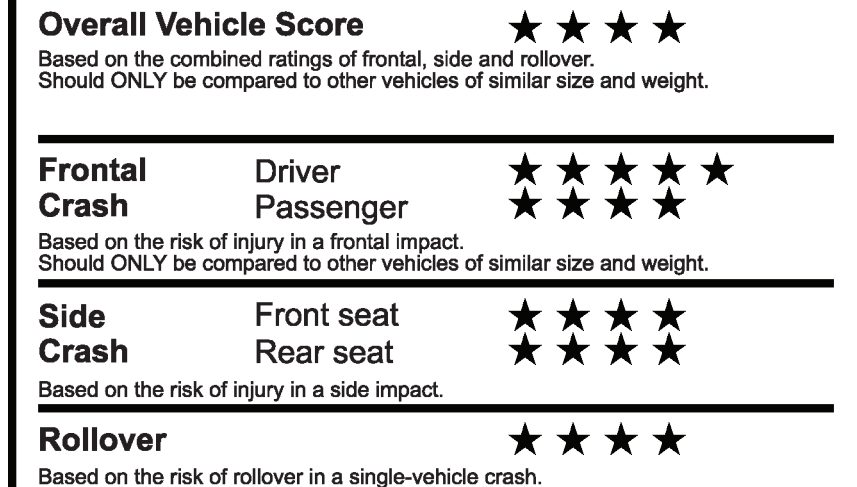 Overall Vehicle Score ★ ★ ★ ★
Based on the combined ratings of frontal, side and rollover.
Should ONLY be compared to other vehicles of similar size and weight.
Frontal Driver ★ ★ ★ ★ ★
Crash Passenger ★ ★ ★ ★
Based on the risk of injury in a frontal impact.
Should ONLY be compared to other vehicles of similar size and weight.
Side Front seat ★ ★ ★ ★
Crash Rear seat ★ ★ ★ ★
Based on the risk of injury in a side impact.
Rollover ★ ★ ★ ★
Based on the risk of rollover in a single-vehicle crash.